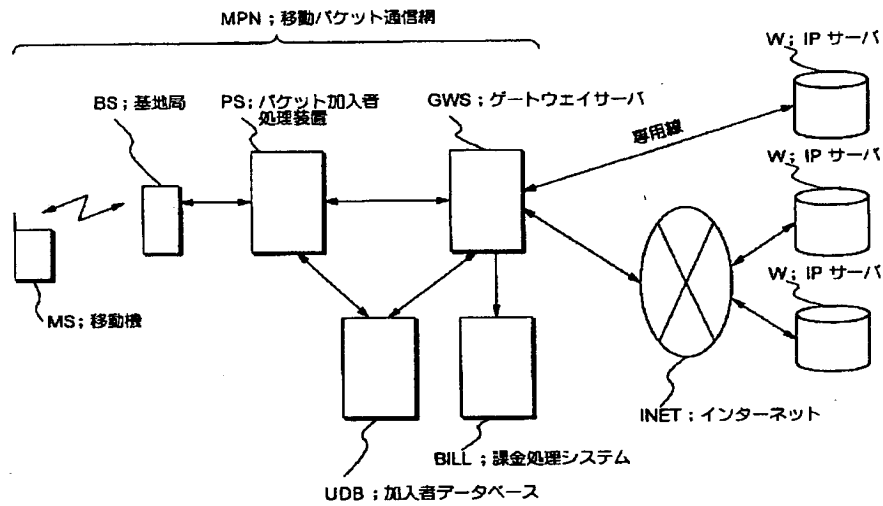 MPN ; 移動パケット通信網
W ; IP サーバ
BS ; 基地局
PS ; パケット加入者
処理装置
GWS ; ゲートウェイサーバ
専用線
W ; IP サーバ
W ; IP サーバ
MS ; 移動機
INET ; インターネット
BILL ; 課金処理システム
UDB ; 加入者データベース